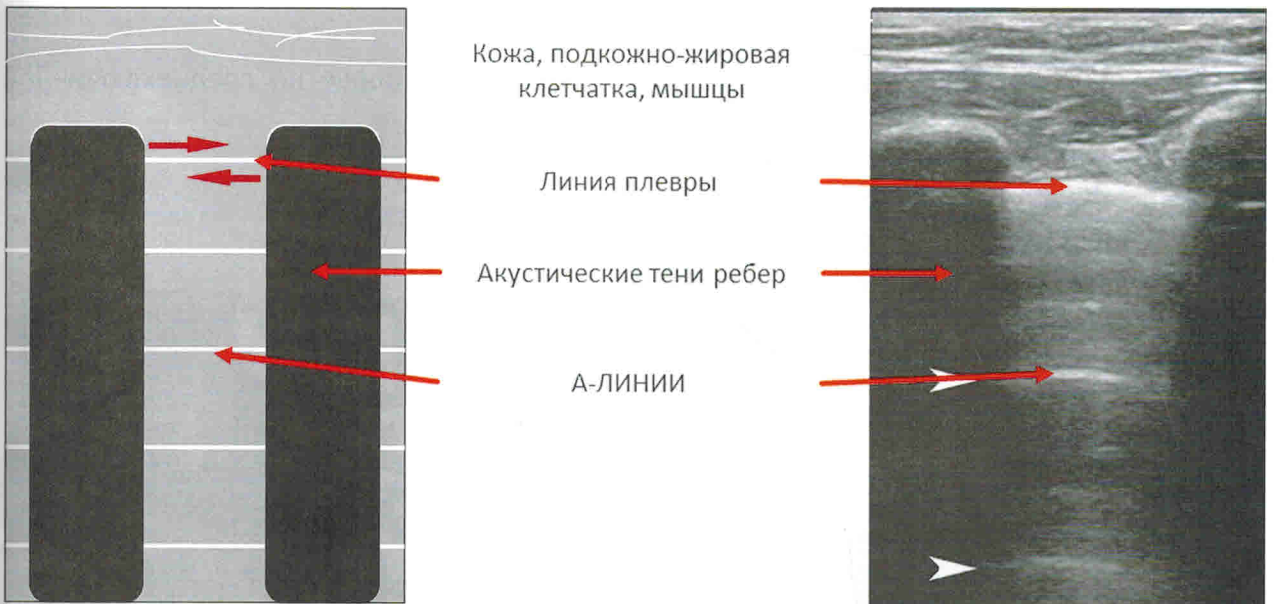 Кожа, подкожно-жировая
клетчатка, мышцы
Линия плевры
Акустические тени ребер
А-ЛИНИИ